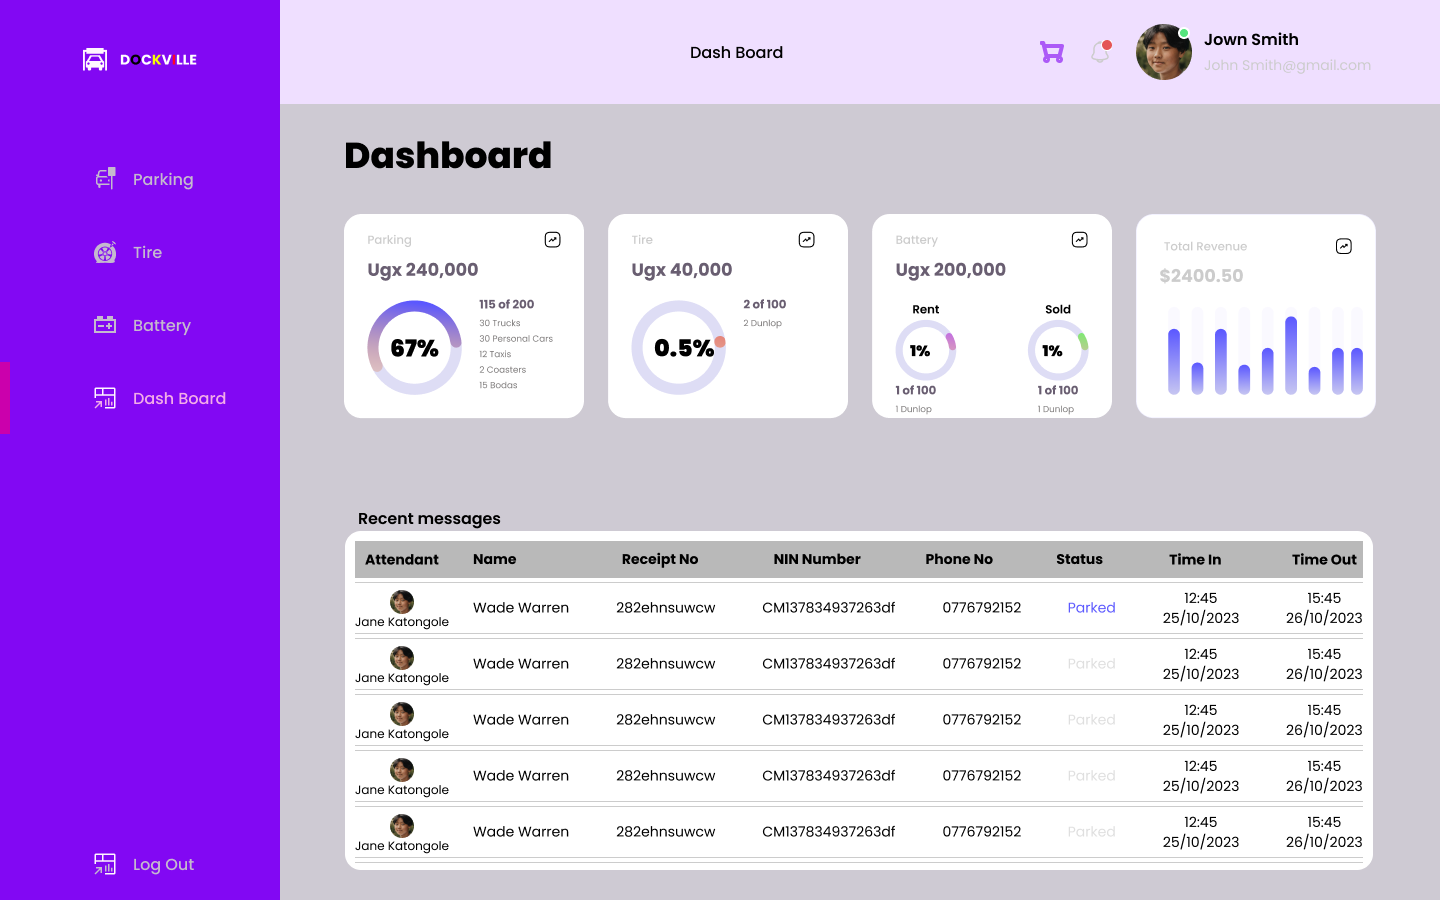 DOCKVILLE
Dash Board
Jown Smith
John Smith@gmail.com
Parking
Tire
Battery
Dash Board
Log Out
Dashboard
Parking
Ugx 240,000
67%
115 of 200
30 Trucks
30 Personal Cars
12 Taxis
2 Coasters
15 Bodas
Tire
Ugx 40,000
0.5%
2 of 100
2 Dunlop
Battery
Ugx 200,000
Rent Sold
1% 1%
1 of 100 1 of 100
1 Dunlop 1 Dunlop
Total Revenue
$2400.50
Recent messages
Attendant Name Receipt No NIN Number Phone No Status Time In Time Out
Jane Katongole Wade Warren 282ehnsuwcw CM137834937263df 0776792152 Parked 12:45 25/10/2023 15:45 26/10/2023
Jane Katongole Wade Warren 282ehnsuwcw CM137834937263df 0776792152 Parked 12:45 25/10/2023 15:45 26/10/2023
Jane Katongole Wade Warren 282ehnsuwcw CM137834937263df 0776792152 Parked 12:45 25/10/2023 15:45 26/10/2023
Jane Katongole Wade Warren 282ehnsuwcw CM137834937263df 0776792152 Parked 12:45 25/10/2023 15:45 26/10/2023
Jane Katongole Wade Warren 282ehnsuwcw CM137834937263df 0776792152 Parked 12:45 25/10/2023 15:45 26/10/2023